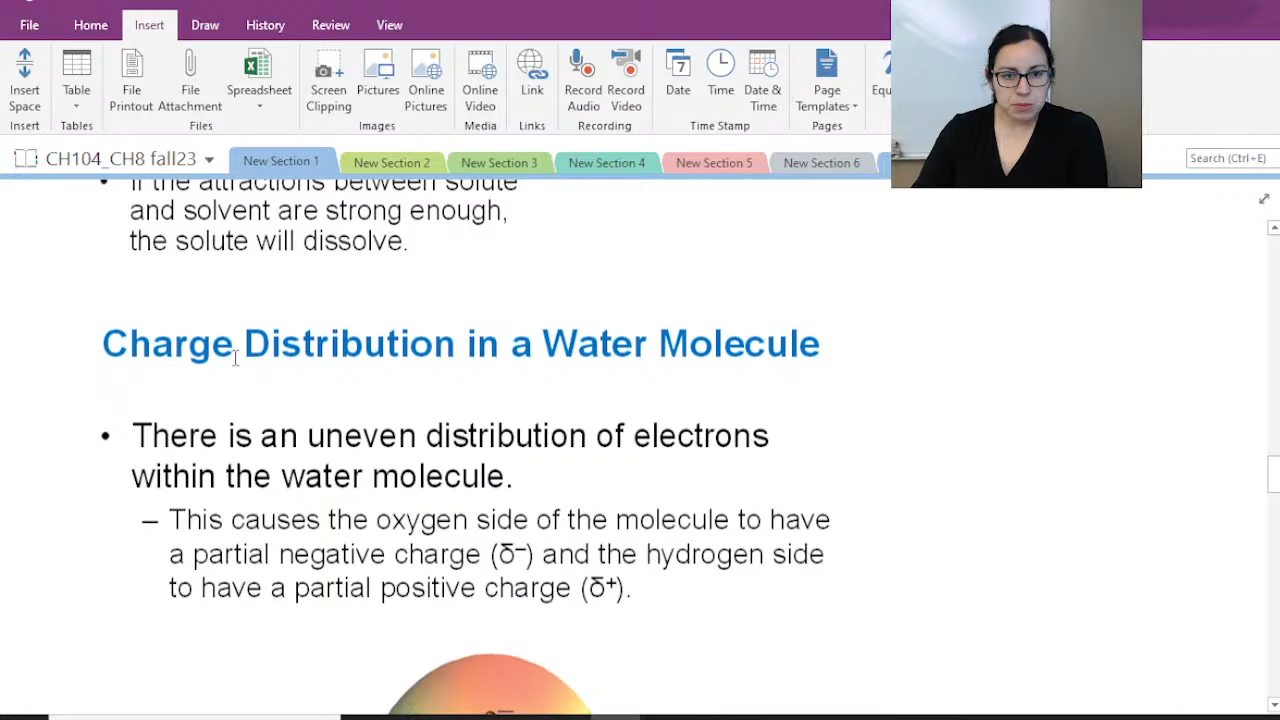 File Home Insert Draw History Review View
Insert Space Table File Printout File Attachment Spreadsheet Screen Clipping Pictures Online Pictures Online Video Link Record Audio Record Video Date Time Date & Time Page Templates
Insert Tables Files Images Media Links Recording Time Stamp Pages
CH104_CH8 fall23 New Section 1 New Section 2 New Section 3 New Section 4 New Section 5 New Section 6 Search (Ctrl+E)
• If the attractions between solute
and solvent are strong enough,
the solute will dissolve.
Charge Distribution in a Water Molecule
• There is an uneven distribution of electrons
within the water molecule.
– This causes the oxygen side of the molecule to have
a partial negative charge (δ–) and the hydrogen side
to have a partial positive charge (δ+).